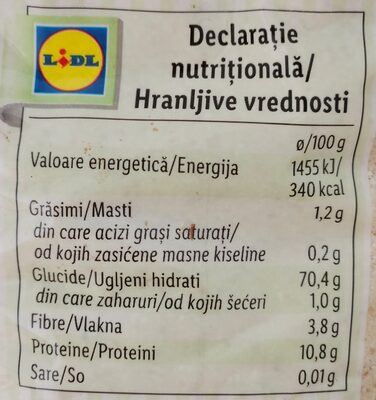 LIDL
Declarație
nutrițională/
Hranljive vrednosti
ø/100 g
Valoare energetică/Energija 1455 kJ/
340 kcal
Grăsimi/Masti 1,2 g
din care acizi grași saturați/
od kojih zasićene masne kiseline 0,2 g
Glucide/Ugljeni hidrati 70,4 g
din care zaharuri/od kojih šećeri 1,0 g
Fibre/Vlakna 3,8 g
Proteine/Proteini 10,8 g
Sare/So 0,01 g